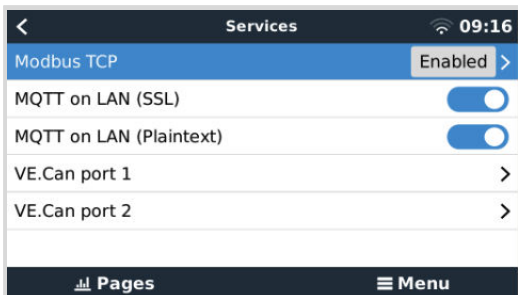 Services 09:16
Modbus TCP Enabled
MQTT on LAN (SSL)
MQTT on LAN (Plaintext)
VE.Can port 1
VE.Can port 2
Pages Menu